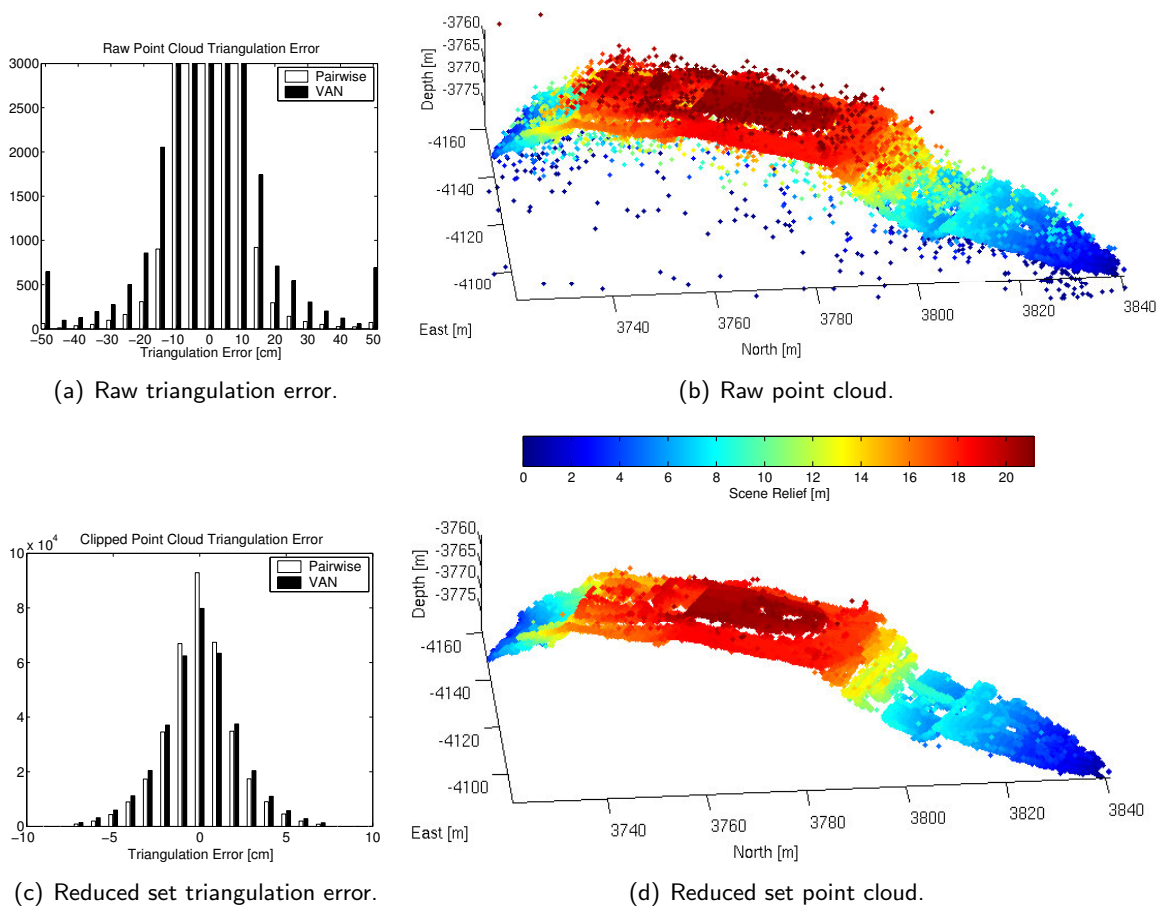 Raw Point Cloud Triangulation Error
3000
2500
2000
1500
1000
500
0
Pairwise
VAN
−50 −40 −30 −20 −10 0 10 20 30 40 50
Triangulation Error [cm]
(a) Raw triangulation error.
-3760
-3765
-3770
-3775
Depth [m]
-4160
-4140
-4120
-4100
East [m]
3740 3760 3780 3800 3820 3840
North [m]
(b) Raw point cloud.
0 2 4 6 8 10 12 14 16 18 20
Scene Relief [m]
Clipped Point Cloud Triangulation Error
x 10⁴
10
8
6
4
2
0
Pairwise
VAN
−10 −5 0 5 10
Triangulation Error [cm]
(c) Reduced set triangulation error.
-3760
-3765
-3770
-3775
Depth [m]
-4160
-4140
-4120
-4100
East [m]
3740 3760 3780 3800 3820 3840
North [m]
(d) Reduced set point cloud.